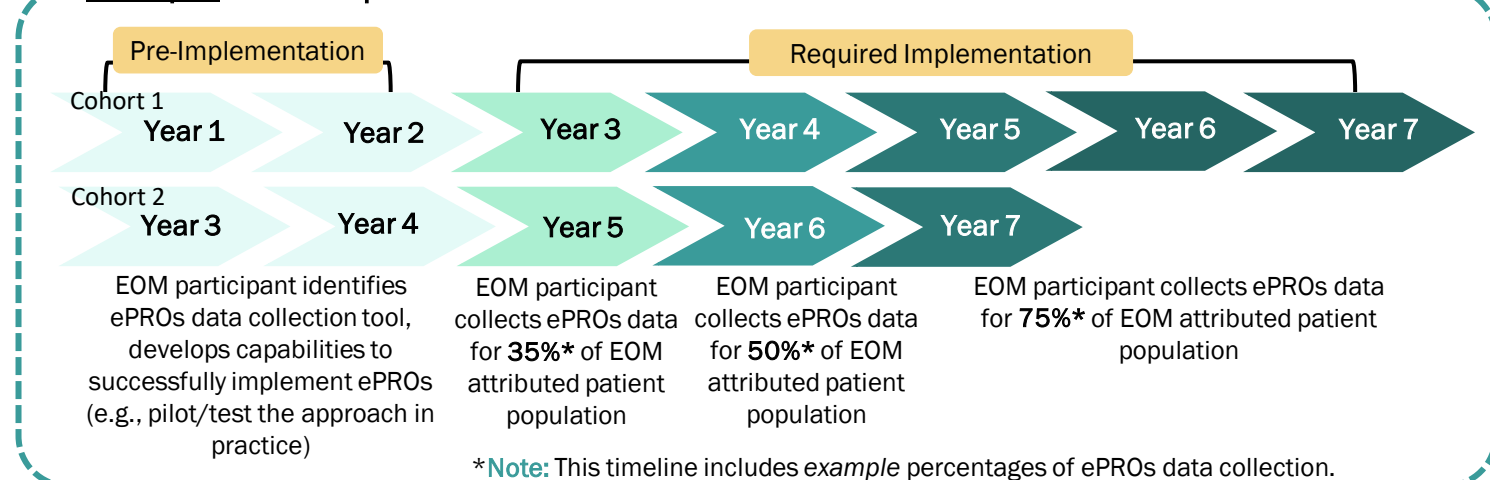 Pre-Implementation
Required Implementation
Cohort 1
Year 1
Year 2
Year 3
Year 4
Year 5
Year 6
Year 7
Cohort 2
Year 3
Year 4
Year 5
Year 6
Year 7
EOM participant identifies
ePROs data collection tool,
develops capabilities to
successfully implement ePROs
(e.g., pilot/test the approach in
practice)
EOM participant
collects ePROs data
for 35%* of EOM
attributed patient
population
EOM participant
collects ePROs data
for 50%* of EOM
attributed patient
population
EOM participant collects ePROs data
for 75%* of EOM attributed patient
population
*Note: This timeline includes example percentages of ePROs data collection.